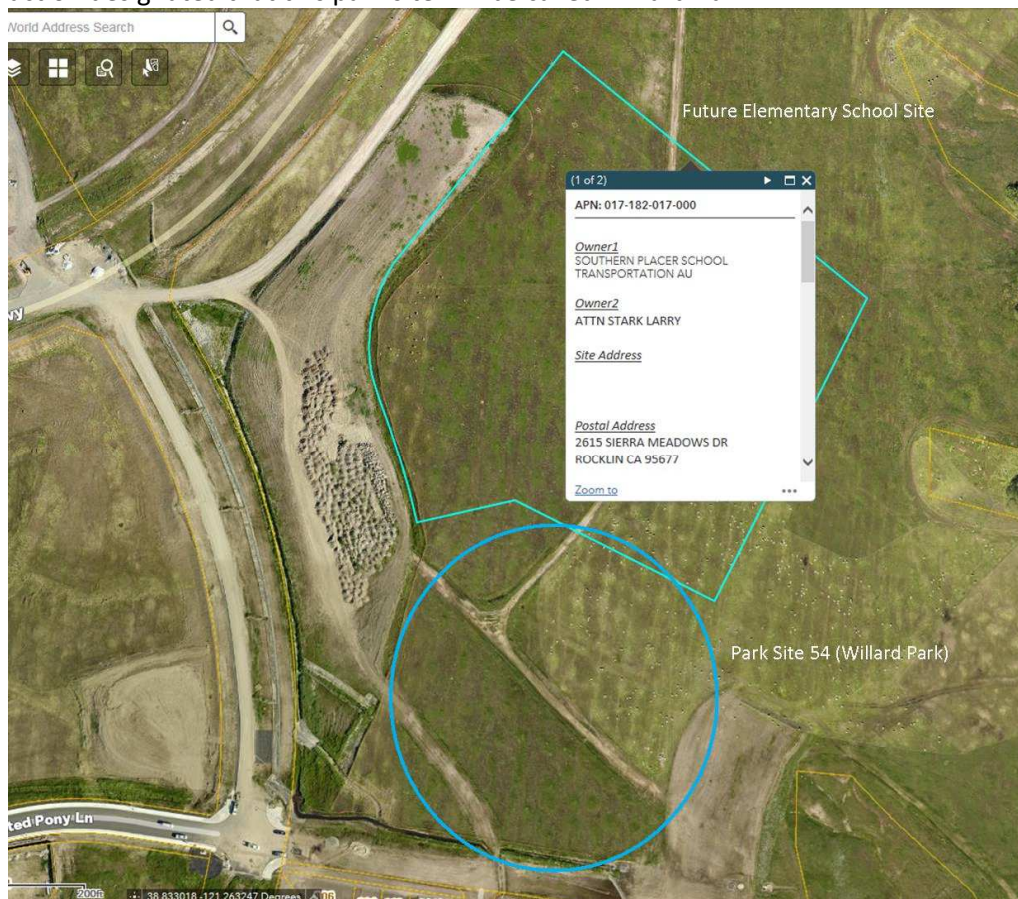 World Address Search
Future Elementary School Site
(1 of 2)
APN: 017-182-017-000
Owner1
SOUTHERN PLACER SCHOOL
TRANSPORTATION AU
Owner2
ATTN STARK LARRY
Site Address
Postal Address
2615 SIERRA MEADOWS DR
ROCKLIN CA 95677
Zoom to
Park Site 54 (Willard Park)
ted Pony Ln
200ft
38.833018 -121.263247 Degrees